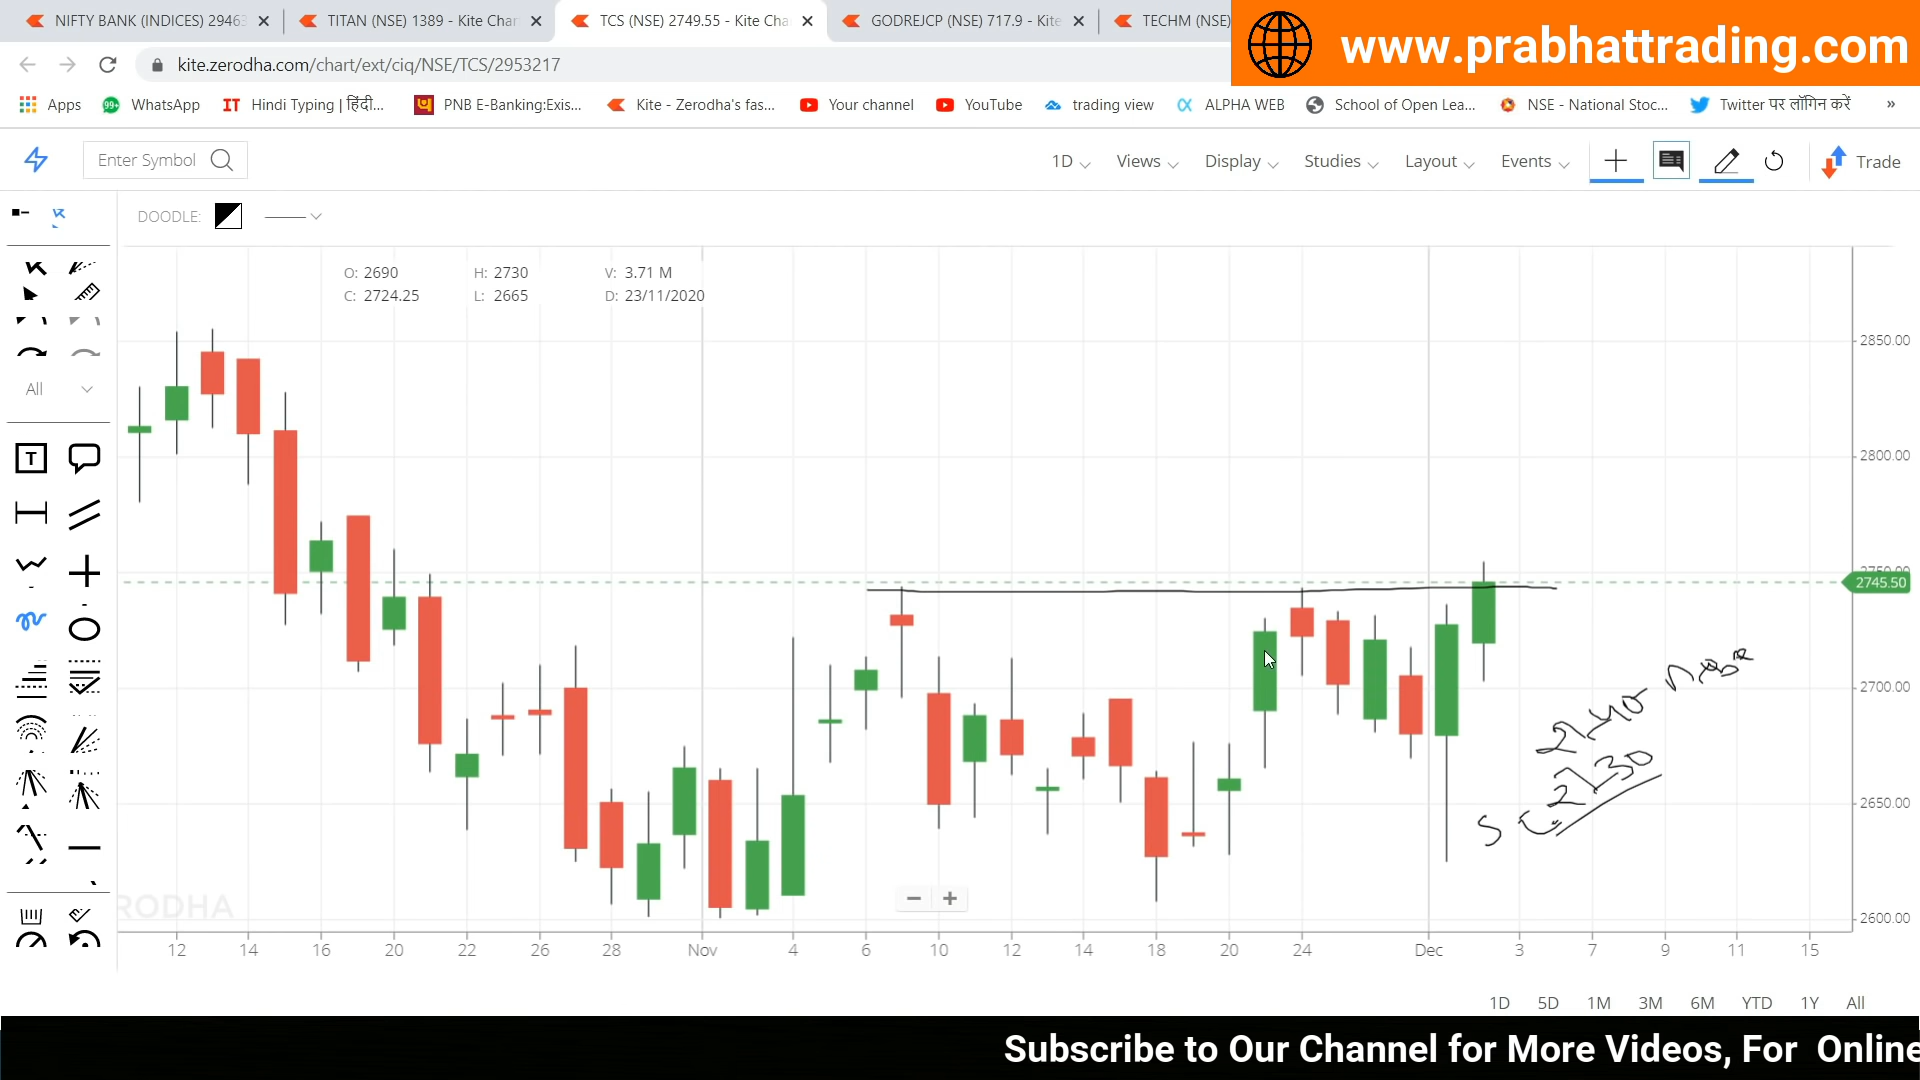 NIFTY BANK (INDICES) 2946
TITAN (NSE) 1389 - Kite Char
TCS (NSE) 2749.55 - Kite Cha
GODREJCP (NSE) 717.9 - Kite
TECHM (NSE)
www.prabhattrading.com
kite.zerodha.com/chart/ext/ciq/NSE/TCS/2953217
Apps
WhatsApp
IT Hindi Typing | हिंदी...
PNB E-Banking:Exis...
Kite - Zerodha's fas...
Your channel
YouTube
trading view
ALPHA WEB
School of Open Lea...
NSE - National Stoc...
Twitter पर लॉगिन करें
»
Enter Symbol
1D
Views
Display
Studies
Layout
Events
Trade
DOODLE:
O: 2690 H: 2730 V: 3.71 M
C: 2724.25 L: 2665 D: 23/11/2020
All
T
2850.00
2800.00
2750.00
2745.50
2700.00
2650.00
2600.00
2740
2730
RODHA
12 14 16 20 22 26 28 Nov 4 6 10 12 14 18 20 24 Dec 3 7 9 11 15
1D 5D 1M 3M 6M YTD 1Y All
Subscribe to Our Channel for More Videos, For Online